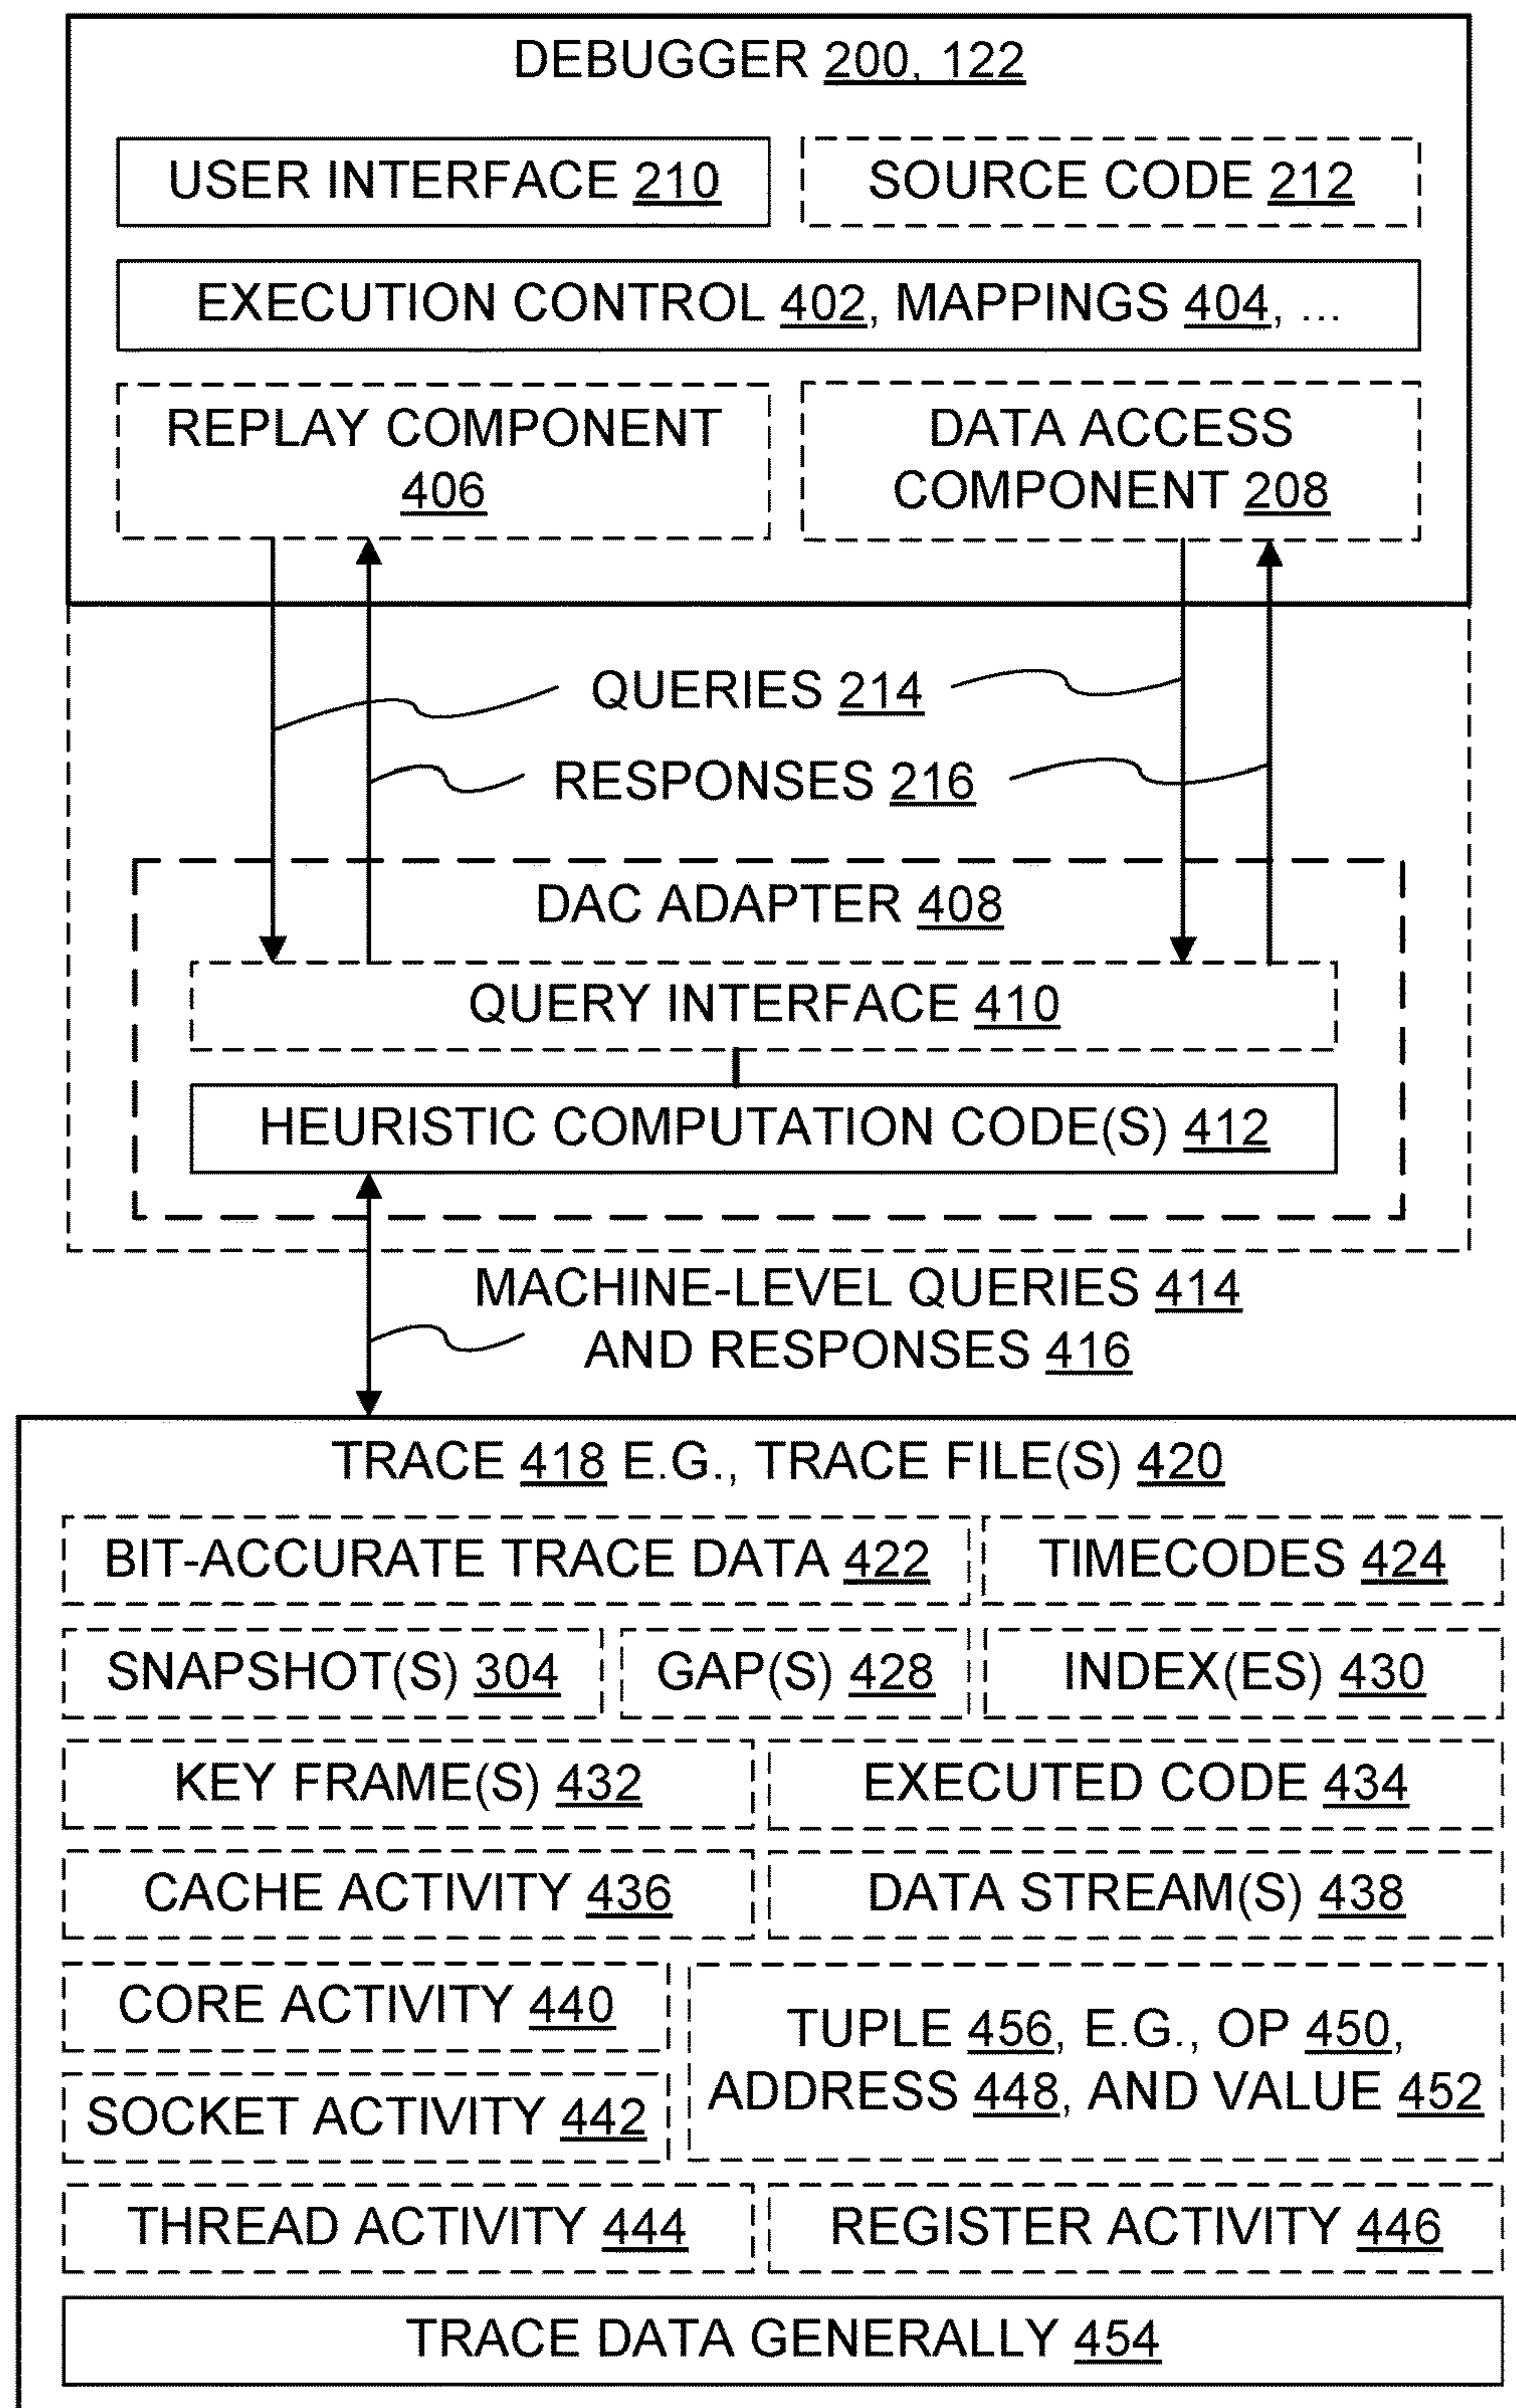 DEBUGGER 200, 122
USER INTERFACE 210
SOURCE CODE 212
EXECUTION CONTROL 402, MAPPINGS 404, ...
REPLAY COMPONENT
406
DATA ACCESS
COMPONENT 208
QUERIES 214
RESPONSES 216
DAC ADAPTER 408
QUERY INTERFACE 410
HEURISTIC COMPUTATION CODE(S) 412
MACHINE-LEVEL QUERIES 414
AND RESPONSES 416
TRACE 418 E.G., TRACE FILE(S) 420
BIT-ACCURATE TRACE DATA 422
TIMECODES 424
SNAPSHOT(S) 304
GAP(S) 428
INDEX(ES) 430
KEY FRAME(S) 432
EXECUTED CODE 434
CACHE ACTIVITY 436
DATA STREAM(S) 438
CORE ACTIVITY 440
SOCKET ACTIVITY 442
TUPLE 456, E.G., OP 450,
ADDRESS 448, AND VALUE 452
THREAD ACTIVITY 444
REGISTER ACTIVITY 446
TRACE DATA GENERALLY 454